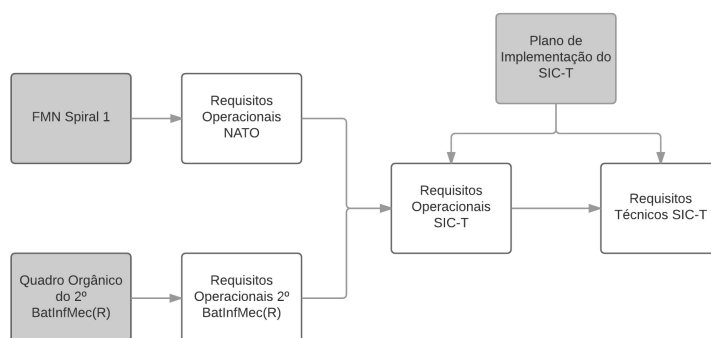 Plano de
Implementação do
SIC-T
FMN Spiral 1
Requisitos
Operacionais
NATO
Requisitos
Operacionais
SIC-T
Requisitos
Técnicos SIC-T
Quadro Orgânico
do 2º
BatInfMec(R)
Requisitos
Operacionais 2º
BatInfMec(R)